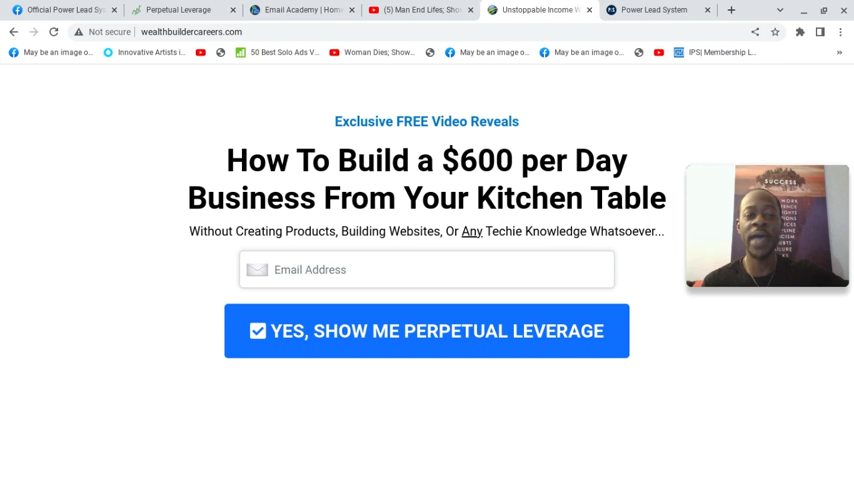 Official Power Lead Sys
Perpetual Leverage
Email Academy | Home
(5) Man End Lifes; Sho
Unstoppable Income W
Power Lead System
Not secure | wealthbuildercareers.com
May be an image o...
Innovative Artists i...
50 Best Solo Ads V...
Woman Dies; Show...
May be an image o...
May be an image o...
IPS| Membership L...
Exclusive FREE Video Reveals
How To Build a $600 per Day
Business From Your Kitchen Table
Without Creating Products, Building Websites, Or Any Techie Knowledge Whatsoever...
Email Address
YES, SHOW ME PERPETUAL LEVERAGE
SUCCESS